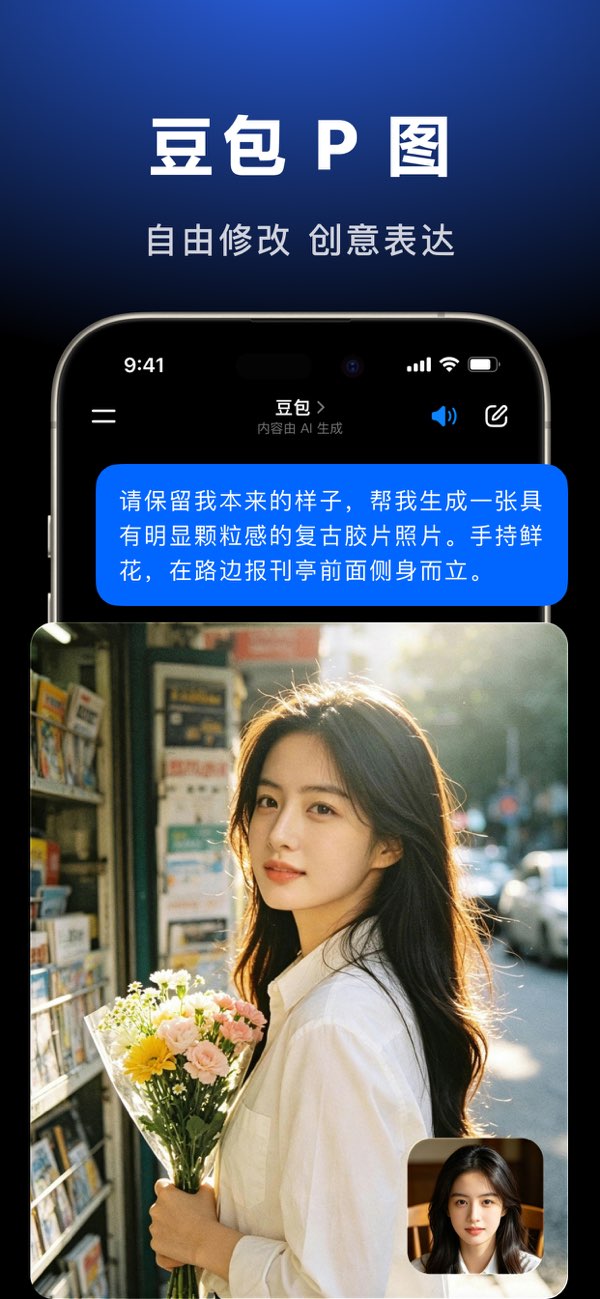 豆包 P 图
自由修改 创意表达
9:41
豆包
内容由 AI 生成
请保留我本来的样子，帮我生成一张具
有明显颗粒感的复古胶片照片。手持鲜
花，在路边报刊亭前面侧身而立。